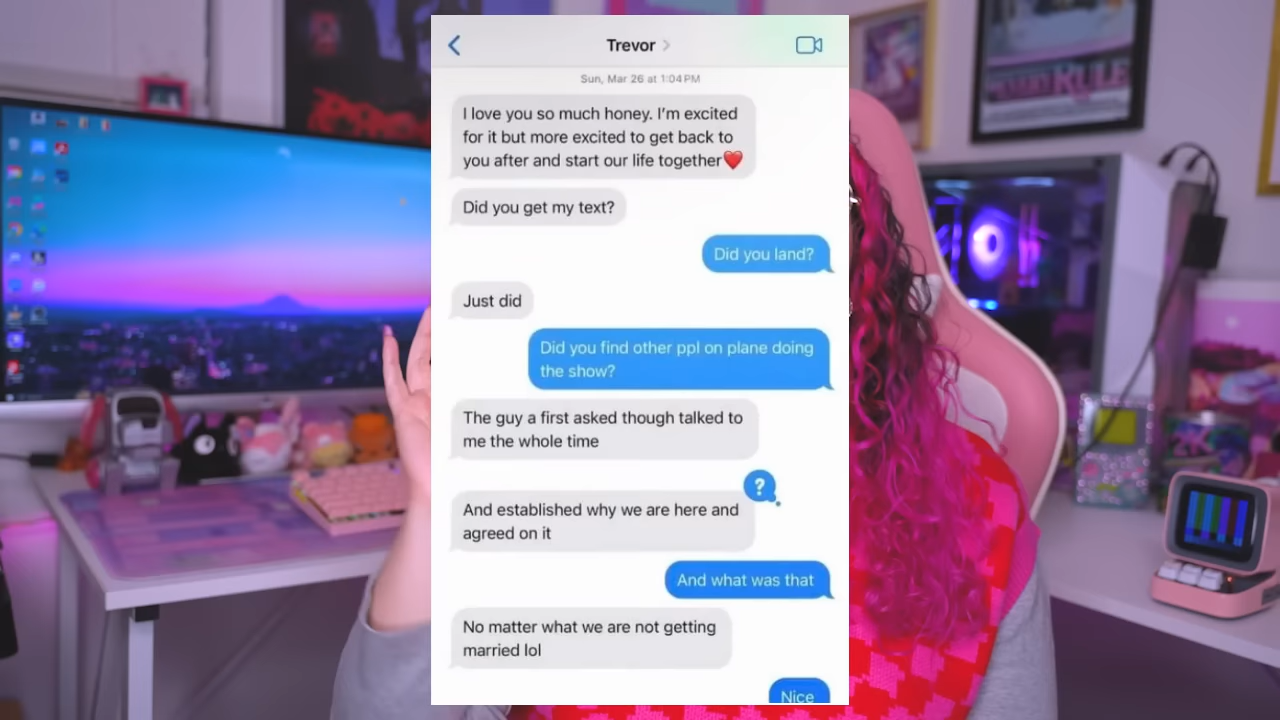 Trevor
Sun, Mar 26 at 1:04 PM
I love you so much honey. I'm excited
for it but more excited to get back to
you after and start our life together❤️
Did you get my text?
Did you land?
Just did
Did you find other ppl on plane doing
the show?
The guy a first asked though talked to
me the whole time
?
And established why we are here and
agreed on it
And what was that
No matter what we are not getting
married lol
Nice
RULE